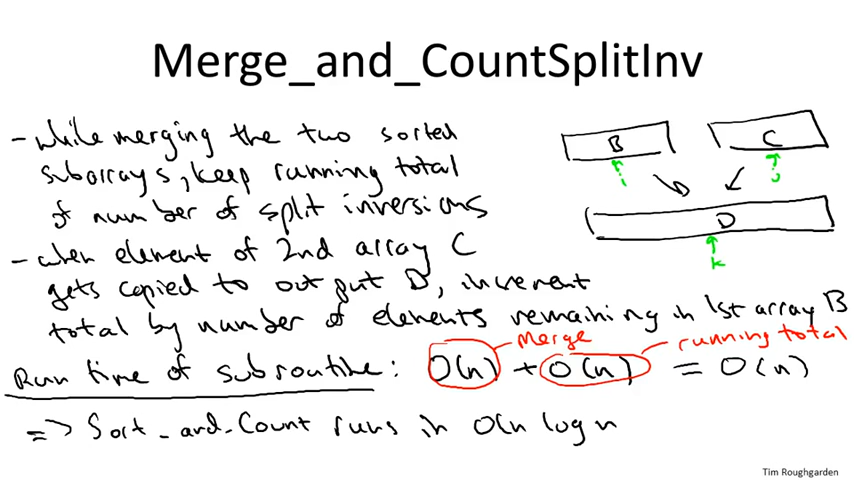 Merge_and_CountSplitInv
- while merging the two sorted
subarrays, keep running total
of number of split inversions
- when element of 2nd array C
gets copied to output D, increment
total by number of elements remaining in 1st array B
B
C
i
j
D
k
merge
running total
Run time of subroutine: O(n) + O(n) = O(n)
=> Sort_and_Count runs in O(n log n
Tim Roughgarden